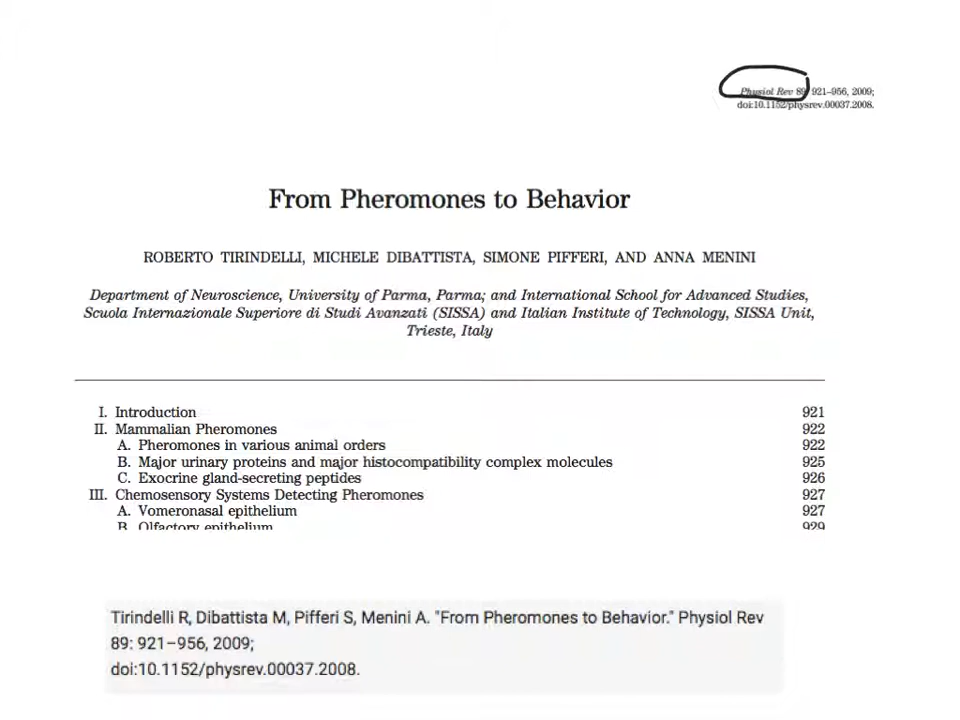 Physiol Rev 89: 921–956, 2009;
doi:10.1152/physrev.00037.2008.
From Pheromones to Behavior
ROBERTO TIRINDELLI, MICHELE DIBATTISTA, SIMONE PIFFERI, AND ANNA MENINI
Department of Neuroscience, University of Parma, Parma; and International School for Advanced Studies,
Scuola Internazionale Superiore di Studi Avanzati (SISSA) and Italian Institute of Technology, SISSA Unit,
Trieste, Italy
I. Introduction 921
II. Mammalian Pheromones 922
A. Pheromones in various animal orders 922
B. Major urinary proteins and major histocompatibility complex molecules 925
C. Exocrine gland-secreting peptides 926
III. Chemosensory Systems Detecting Pheromones 927
A. Vomeronasal epithelium 927
B. Olfactory epithelium 929
Tirindelli R, Dibattista M, Pifferi S, Menini A. "From Pheromones to Behavior." Physiol Rev
89: 921–956, 2009;
doi:10.1152/physrev.00037.2008.